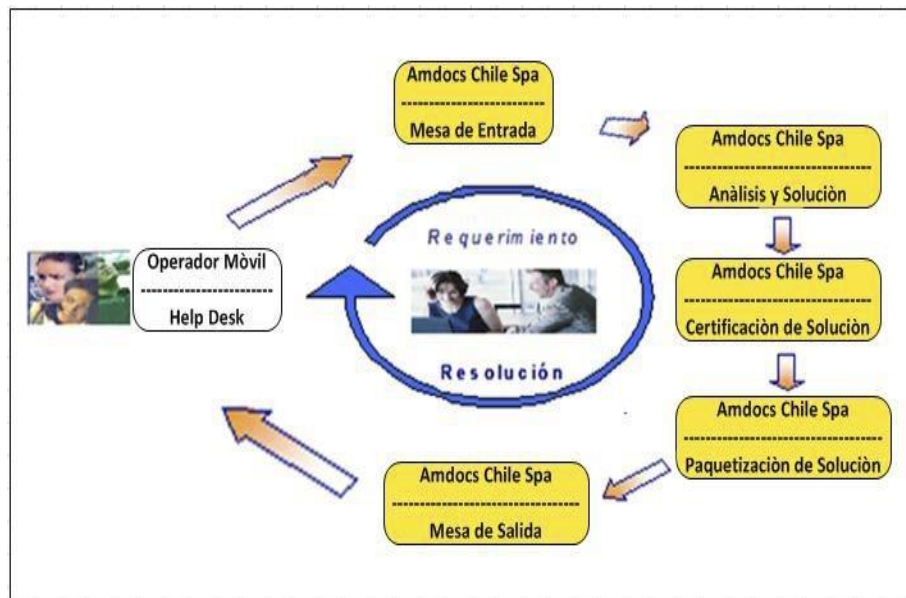 Amdocs Chile Spa
---------------------------
Mesa de Entrada
Amdocs Chile Spa
-----------------------------------
Anàlisis y Soluciòn
Operador Mòvil
-------------------------
Help Desk
Requerimiento
Resolución
Amdocs Chile Spa
-------------------------------------
Certificaciòn de Soluciòn
Amdocs Chile Spa
--------------------------------------
Paquetizaciòn de Soluciòn
Amdocs Chile Spa
-----------------------------------
Mesa de Salida